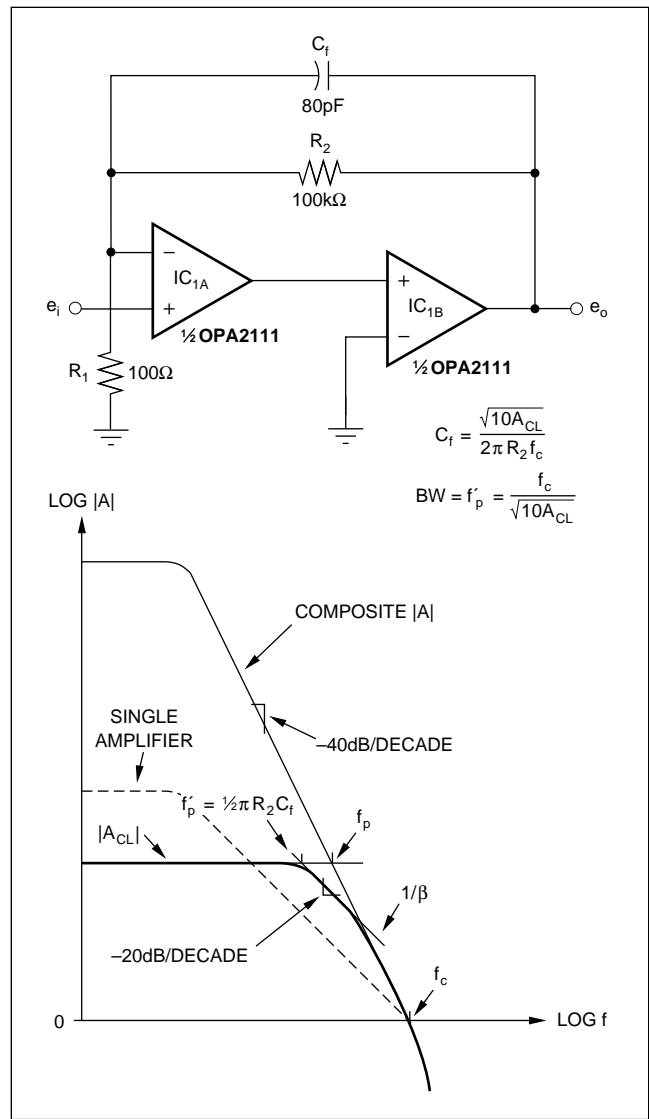 C_f
80pF
R_2
100kΩ
−
IC_1A
+
e_i
½ OPA2111
+
IC_1B
−
e_o
½ OPA2111
R_1
100Ω
C_f = √10A_CL / 2π R_2 f_c
BW = f′_p = f_c / √10A_CL
LOG |A|
COMPOSITE |A|
–40dB/DECADE
SINGLE
AMPLIFIER
f′_p = ½π R_2 C_f
f_p
|A_CL|
1/β
–20dB/DECADE
f_c
0
LOG f